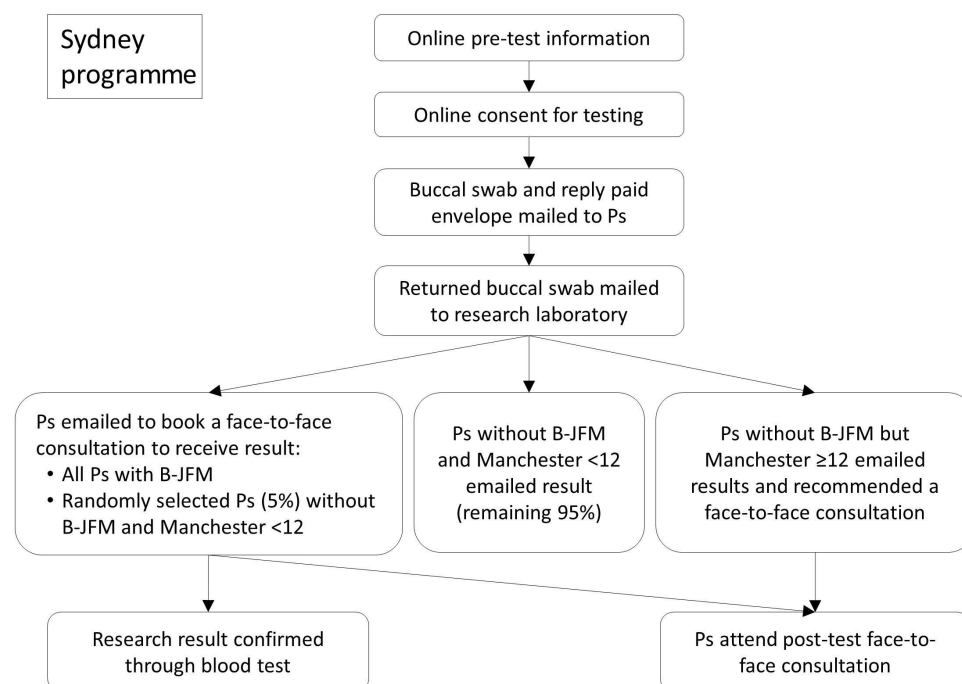 Sydney
programme
Online pre-test information
Online consent for testing
Buccal swab and reply paid
envelope mailed to Ps
Returned buccal swab mailed
to research laboratory
Ps emailed to book a face-to-face
consultation to receive result:
• All Ps with B-JFM
• Randomly selected Ps (5%) without
B-JFM and Manchester <12
Ps without B-JFM
and Manchester <12
emailed result
(remaining 95%)
Ps without B-JFM but
Manchester ≥12 emailed
results and recommended a
face-to-face consultation
Research result confirmed
through blood test
Ps attend post-test face-to-
face consultation